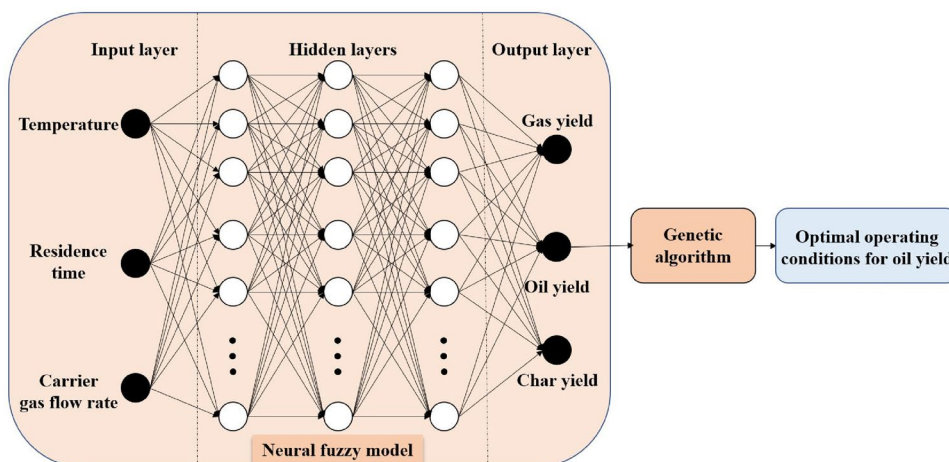 Input layer
Hidden layers
Output layer
Temperature
Residence
time
Carrier
gas flow rate
Gas yield
Oil yield
Char yield
Neural fuzzy model
Genetic
algorithm
Optimal operating
conditions for oil yield